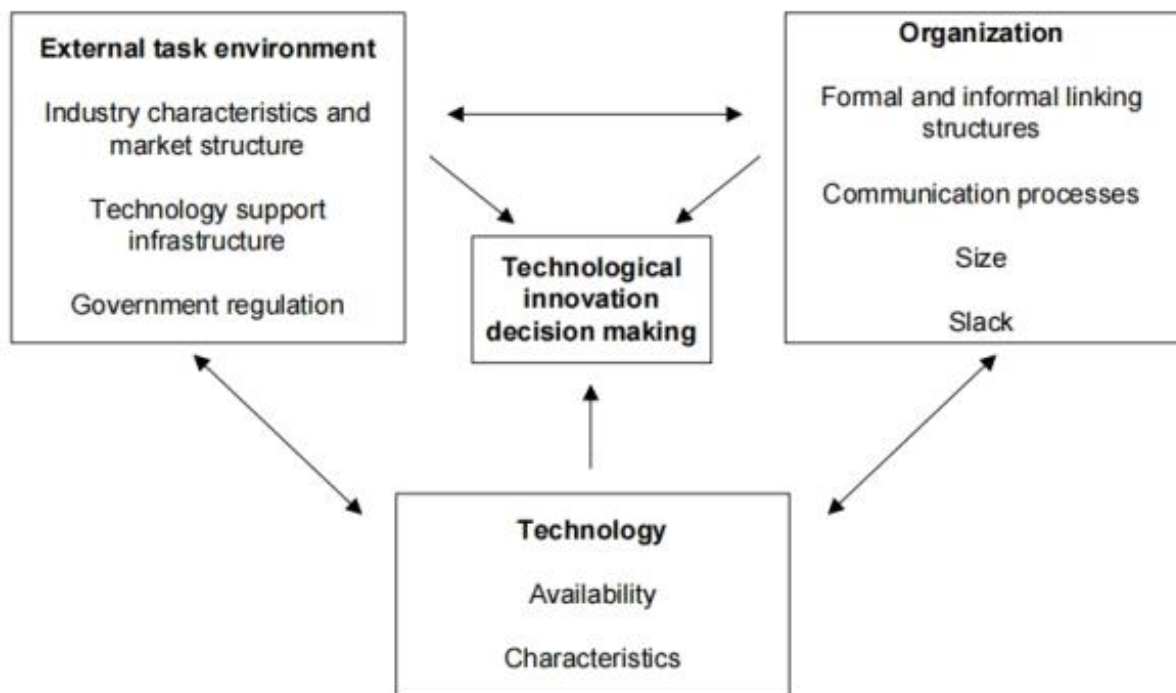 External task environment
Industry characteristics and
market structure
Technology support
infrastructure
Government regulation
Organization
Formal and informal linking
structures
Communication processes
Size
Slack
Technological
innovation
decision making
Technology
Availability
Characteristics